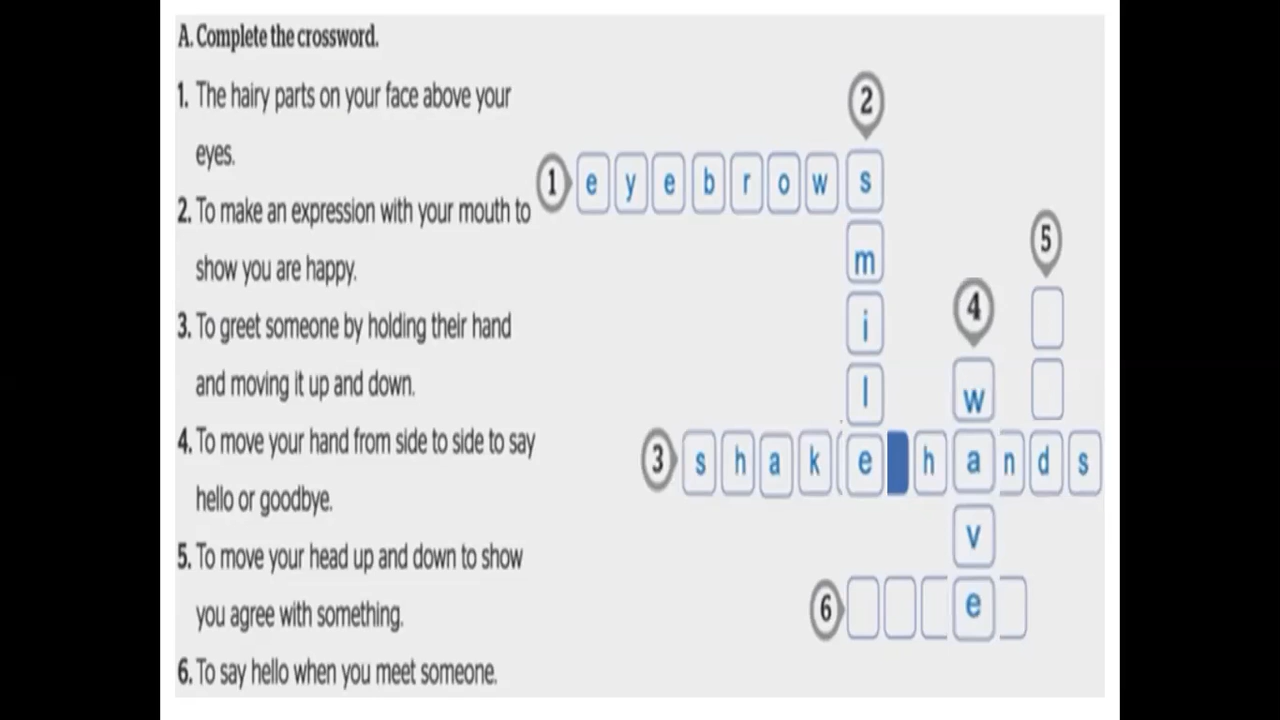 A. Complete the crossword.
1. The hairy parts on your face above your
eyes.
2. To make an expression with your mouth to
show you are happy.
3. To greet someone by holding their hand
and moving it up and down.
4. To move your hand from side to side to say
hello or goodbye.
5. To move your head up and down to show
you agree with something.
6. To say hello when you meet someone.
2
1 e y e b r o w s
m
5
i
4
l
w
3 s h a k e h a n d s
v
6 e